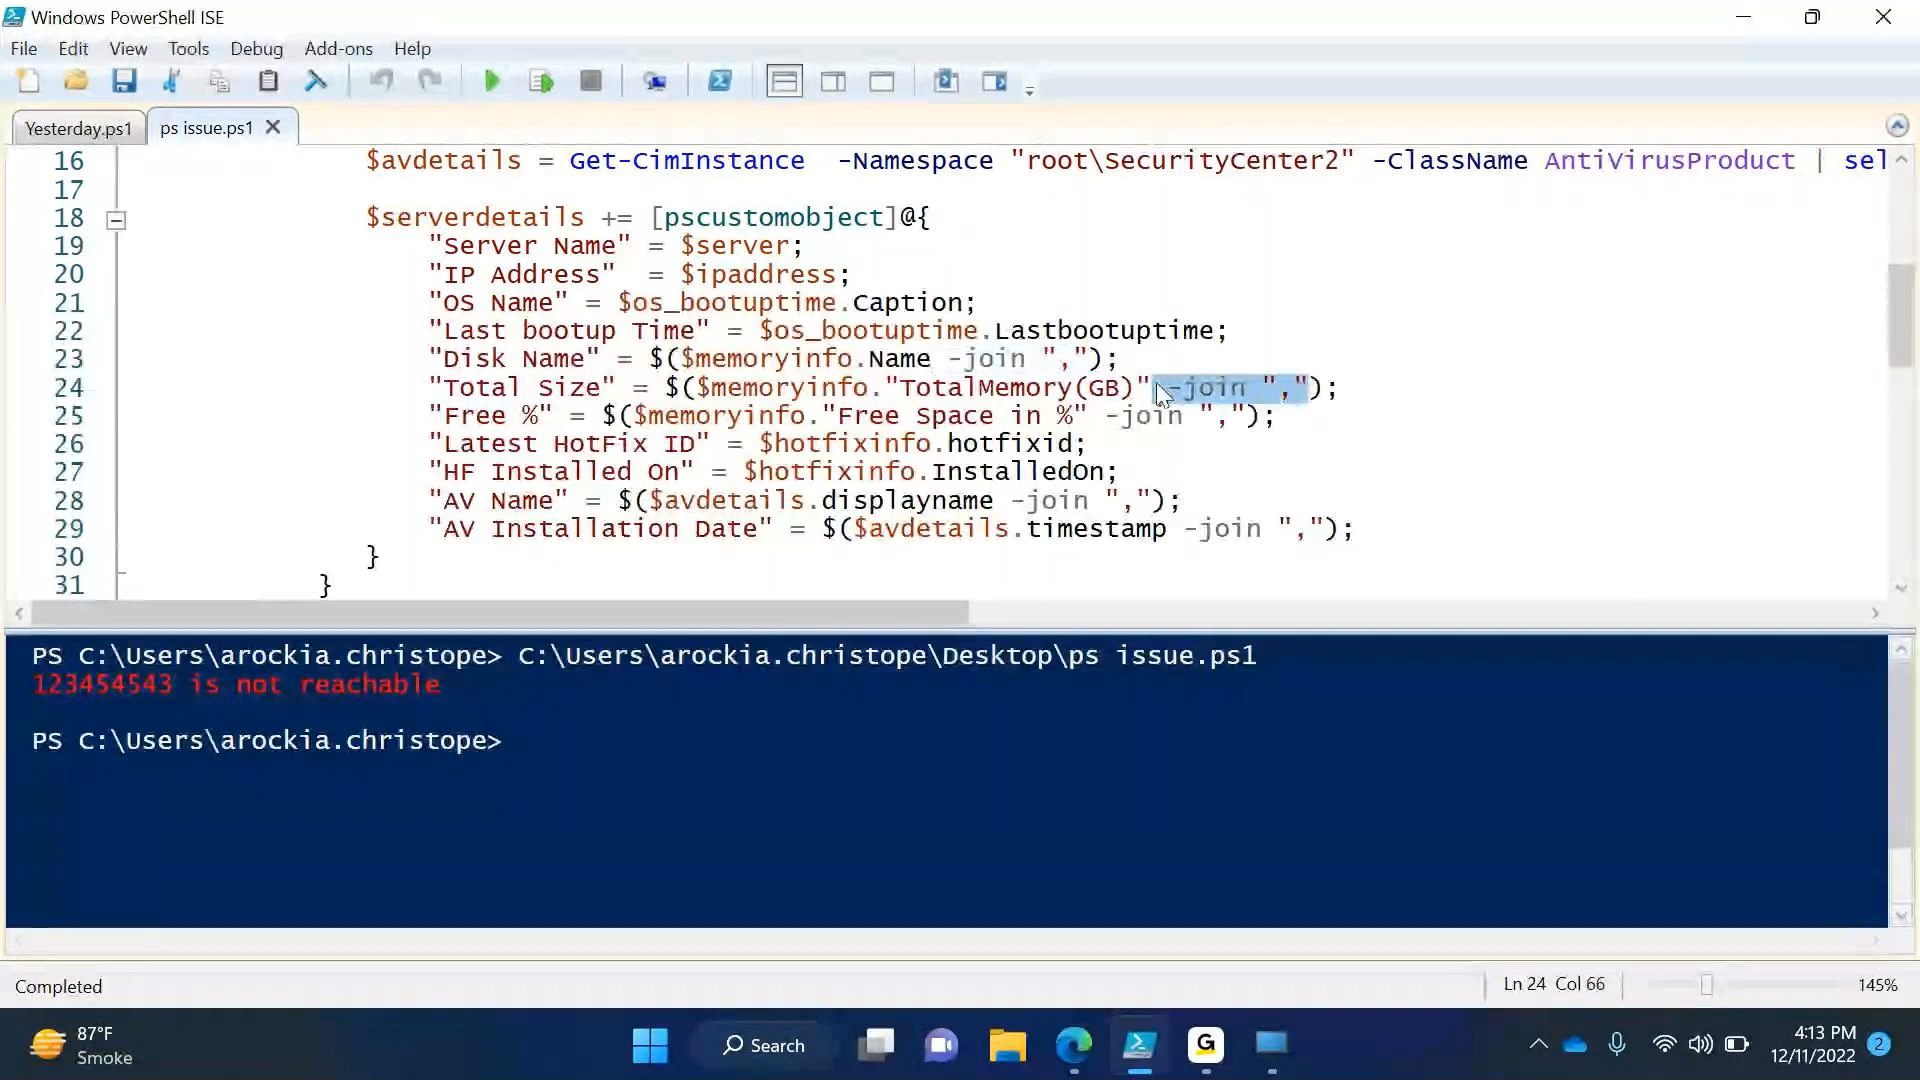 Windows PowerShell ISE
File Edit View Tools Debug Add-ons Help
Yesterday.ps1 ps issue.ps1
16 $avdetails = Get-CimInstance -Namespace "root\SecurityCenter2" -ClassName AntiVirusProduct | sel
17
18 $serverdetails += [pscustomobject]@{
19 "Server Name" = $server;
20 "IP Address" = $ipaddress;
21 "OS Name" = $os_bootuptime.Caption;
22 "Last bootup Time" = $os_bootuptime.Lastbootuptime;
23 "Disk Name" = $($memoryinfo.Name -join ",");
24 "Total Size" = $($memoryinfo."TotalMemory(GB)" -join ",");
25 "Free %" = $($memoryinfo."Free Space in %" -join ",");
26 "Latest HotFix ID" = $hotfixinfo.hotfixid;
27 "HF Installed On" = $hotfixinfo.InstalledOn;
28 "AV Name" = $($avdetails.displayname -join ",");
29 "AV Installation Date" = $($avdetails.timestamp -join ",");
30 }
31 }
PS C:\Users\arockia.christope> C:\Users\arockia.christope\Desktop\ps issue.ps1
123454543 is not reachable
PS C:\Users\arockia.christope>
Completed
Ln 24 Col 66
145%
87°F
Smoke
Search
G
4:13 PM
12/11/2022
2